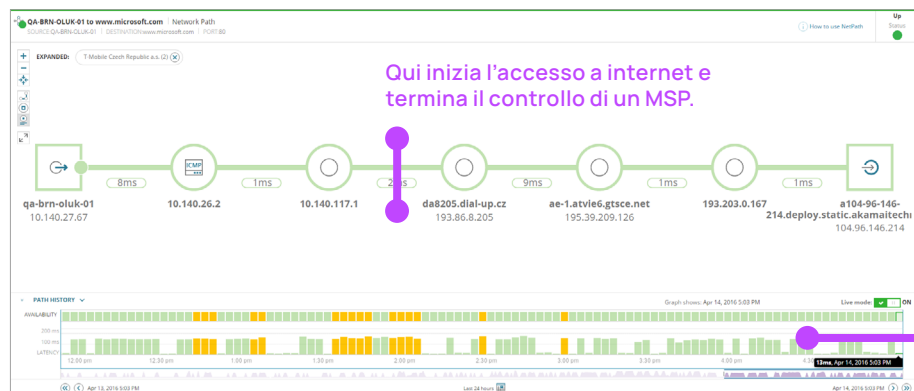 QA-BRN-OLUK-01 to www.microsoft.com | Network Path
SOURCE QA-BRN-OLUK-01 | DESTINATION www.microsoft.com | PORT 80
How to use NetPath
Up
Status
EXPANDED: T Mobile Czech Republic a.s. (2)
Qui inizia l'accesso a internet e
termina il controllo di un MSP.
ICMP
8ms 1ms 2ms 9ms 1ms 1ms
qa-brn-oluk-01 10.140.26.2 10.140.117.1 da8205.dial-up.cz ae-1.atvie6.gtsce.net 193.203.0.167 a104-96-146-
10.140.27.67 193.86.8.205 195.39.209.126 214.deploy.static.akamaitechn
104.96.146.214
PATH HISTORY
Graph shows: Apr 14, 2016 5:03 PM
Live mode: ON
AVAILABILITY
200 ms
100 ms
LATENCY
12:00 pm 12:30 pm 1:00 pm 1:30 pm 2:00 pm 2:30 pm 3:00 pm 3:30 pm 4:00 pm 4:30
13ms, Apr 14, 2016 5:03 PM
Apr 13, 2016 5:03 PM
Last 24 hours
Apr 14, 2016 5:03 PM